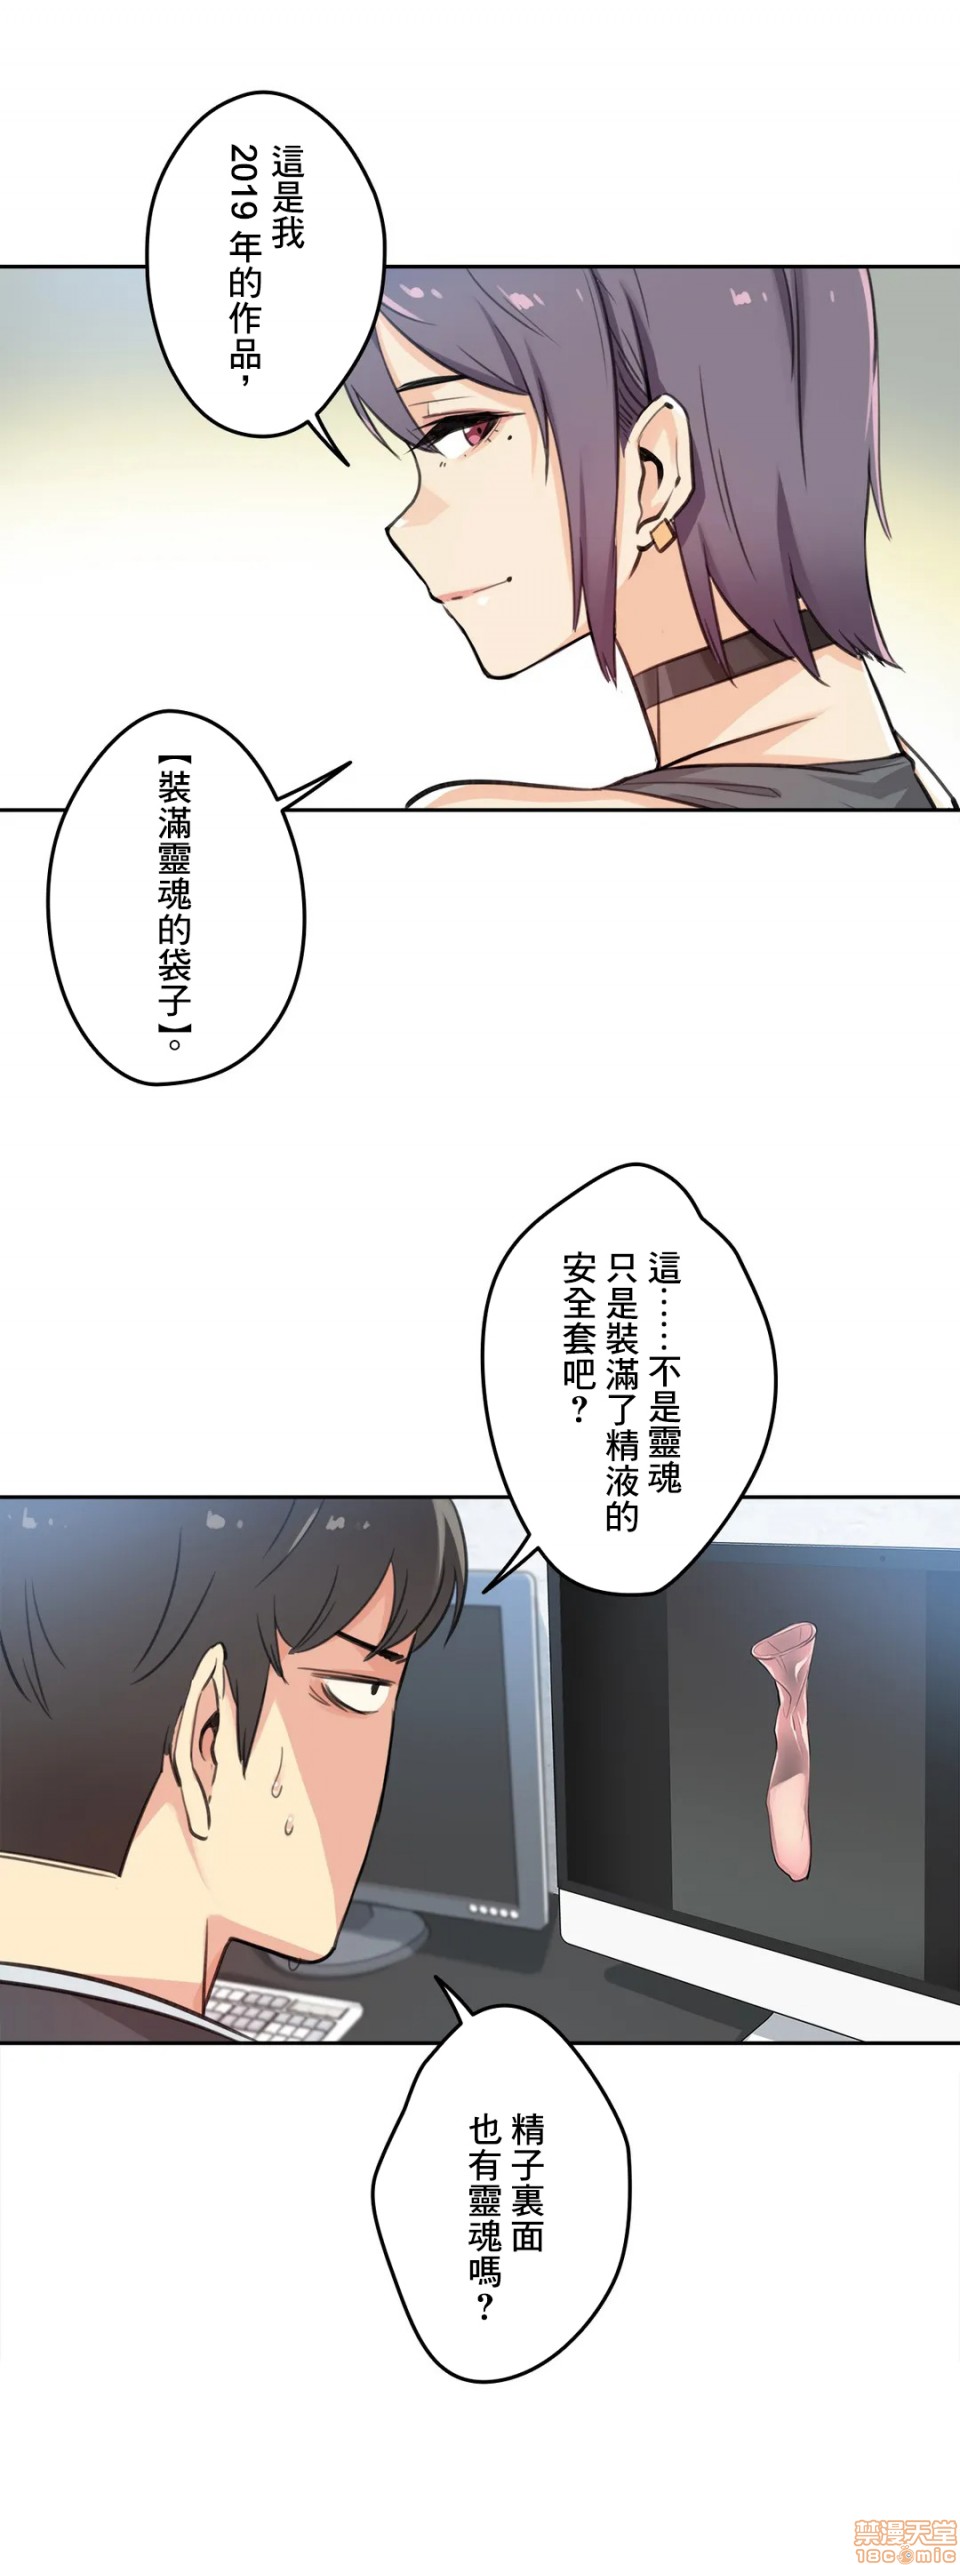 這是我
2019年的作品，
【裝滿靈魂的袋子】。
這……不是靈魂
只是裝滿了精液的
安全套吧？
精子裏面
也有靈魂嗎？
禁漫天堂
18comic